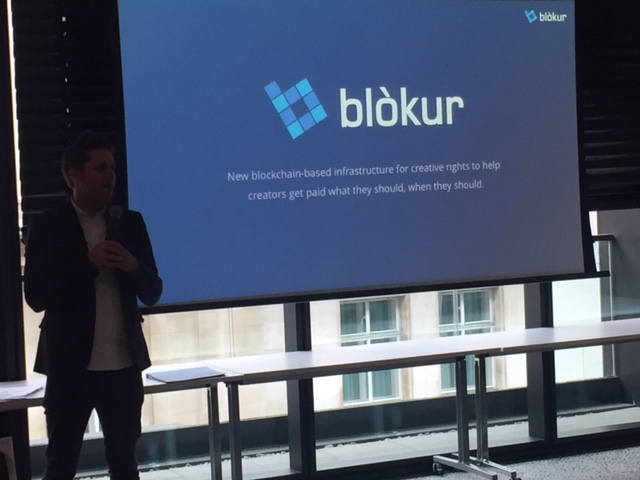 blòkur
blòkur
New blockchain-based infrastructure for creative rights to help
creators get paid what they should, when they should.